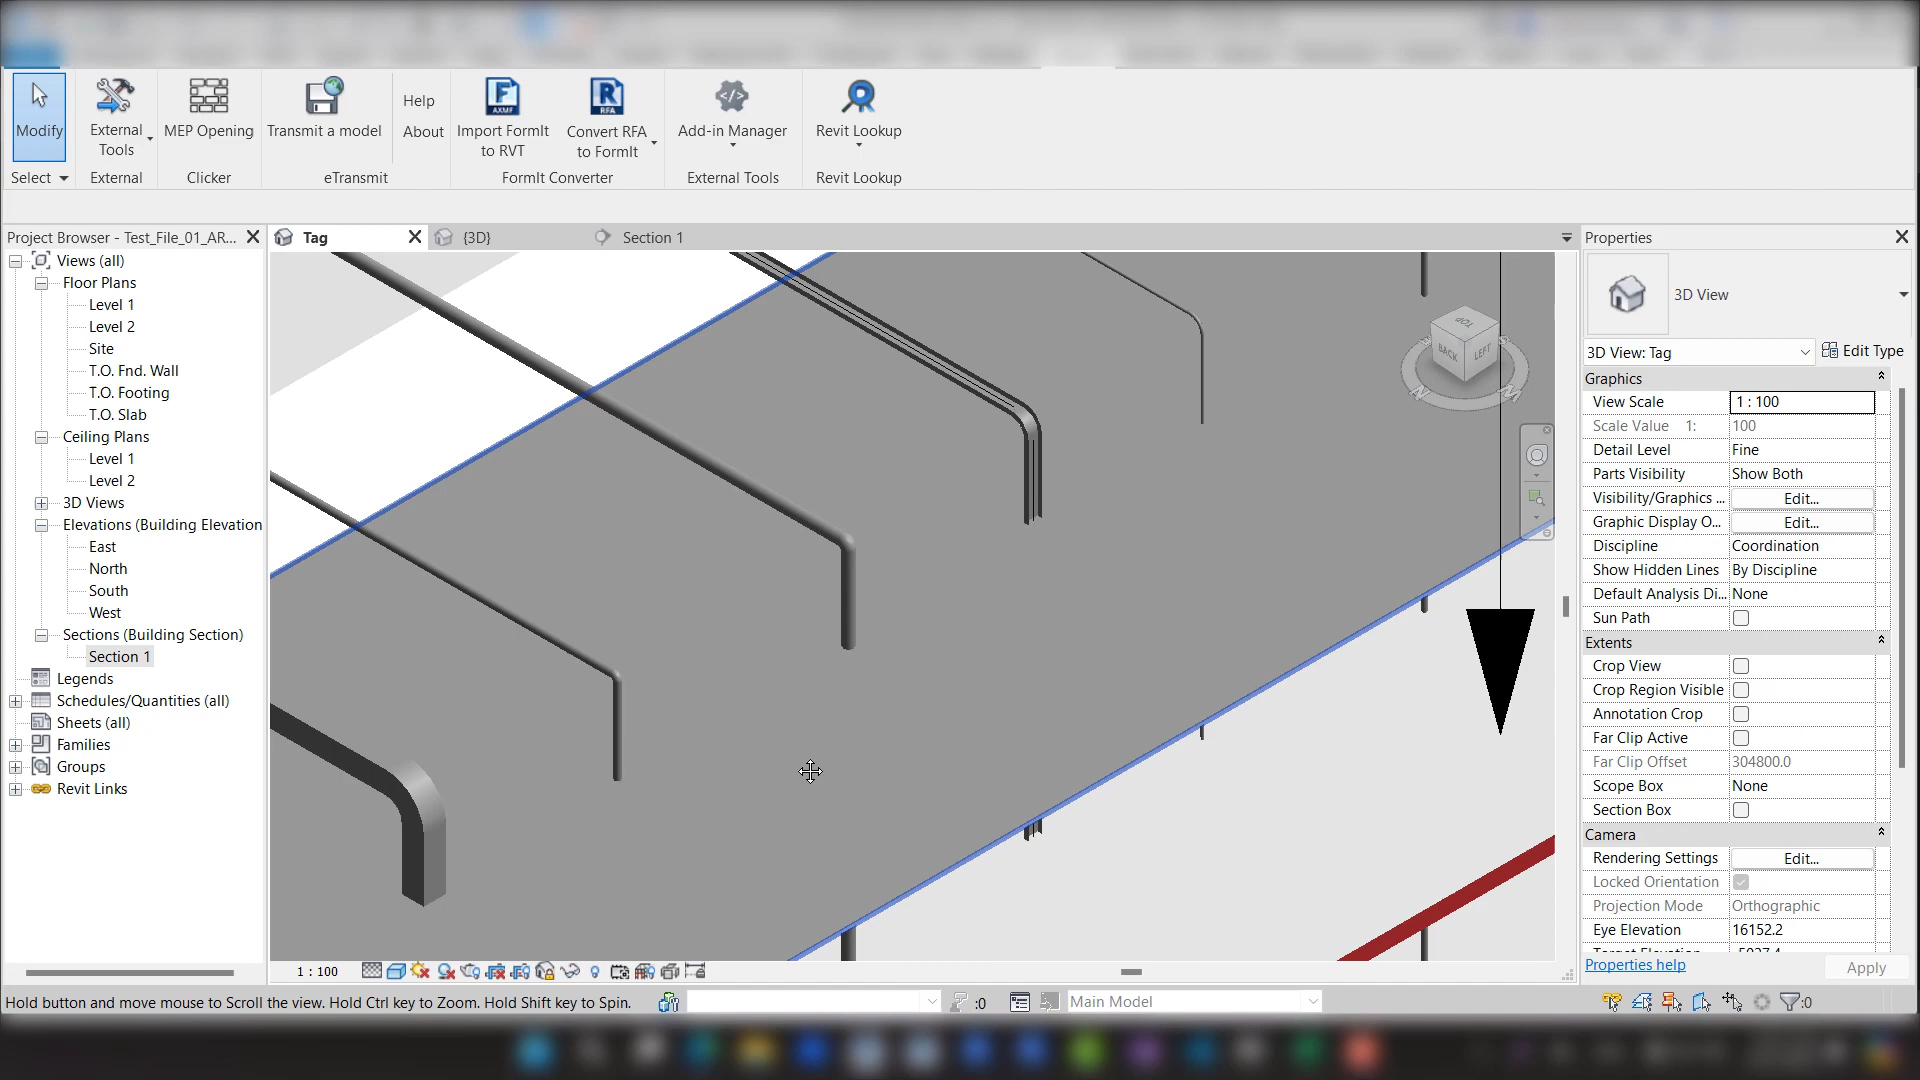 Modify
External
Tools
MEP Opening
Transmit a model
Help
About
AXMF
Import FormIt
to RVT
RFA
Convert RFA
to FormIt
Add-in Manager
Revit Lookup
Select
External
Clicker
eTransmit
FormIt Converter
External Tools
Revit Lookup
Project Browser - Test_File_01_AR...
Tag
{3D}
Section 1
Properties
Views (all)
Floor Plans
Level 1
Level 2
Site
T.O. Fnd. Wall
T.O. Footing
T.O. Slab
Ceiling Plans
Level 1
Level 2
3D Views
Elevations (Building Elevation
East
North
South
West
Sections (Building Section)
Section 1
Legends
Schedules/Quantities (all)
Sheets (all)
Families
Groups
Revit Links
TOP
BACK
LEFT
3D View
3D View: Tag
Edit Type
Graphics
View Scale 1 : 100
Scale Value 1: 100
Detail Level Fine
Parts Visibility Show Both
Visibility/Graphics ... Edit...
Graphic Display O... Edit...
Discipline Coordination
Show Hidden Lines By Discipline
Default Analysis Di... None
Sun Path
Extents
Crop View
Crop Region Visible
Annotation Crop
Far Clip Active
Far Clip Offset 304800.0
Scope Box None
Section Box
Camera
Rendering Settings Edit...
Locked Orientation
Projection Mode Orthographic
Eye Elevation 16152.2
Properties help
Apply
1 : 100
Hold button and move mouse to Scroll the view. Hold Ctrl key to Zoom. Hold Shift key to Spin.
:0
Main Model
:0